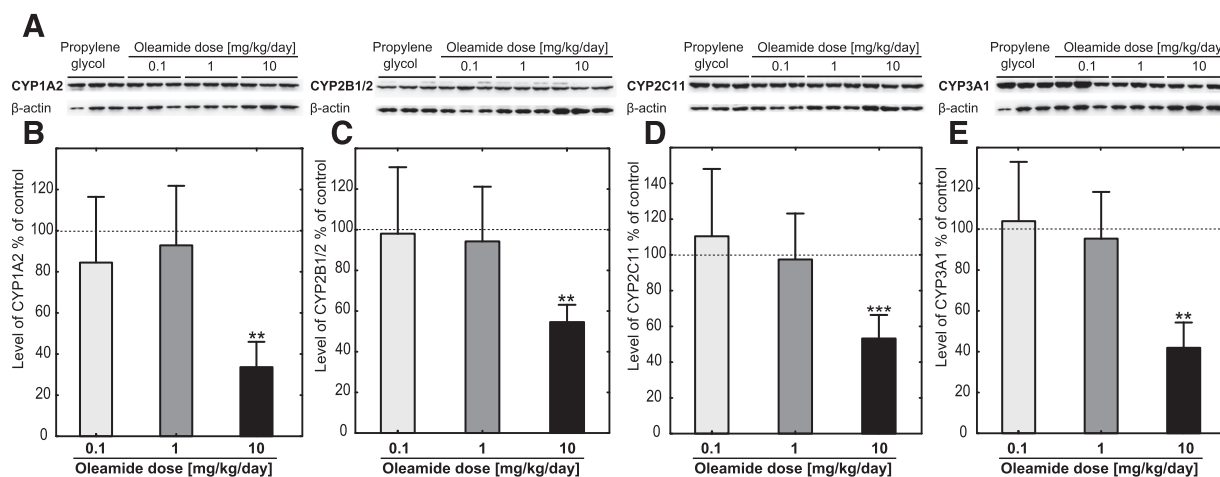 A
Propylene glycol Oleamide dose [mg/kg/day]
0.1 1 10
CYP1A2
β-actin
Propylene glycol Oleamide dose [mg/kg/day]
0.1 1 10
CYP2B1/2
β-actin
Propylene glycol Oleamide dose [mg/kg/day]
0.1 1 10
CYP2C11
β-actin
Propylene glycol Oleamide dose [mg/kg/day]
0.1 1 10
CYP3A1
β-actin
B
Level of CYP1A2 % of control
120
100
80
60
40
20
0
**
0.1 1 10
Oleamide dose [mg/kg/day]
C
Level of CYP2B1/2 % of control
120
100
80
60
40
20
0
**
0.1 1 10
Oleamide dose [mg/kg/day]
D
Level of CYP2C11 % of control
140
120
100
80
60
40
20
0
***
0.1 1 10
Oleamide dose [mg/kg/day]
E
Level of CYP3A1 % of control
120
100
80
60
40
20
0
**
0.1 1 10
Oleamide dose [mg/kg/day]